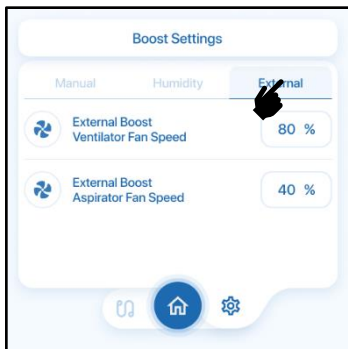 Boost Settings
Manual Humidity External
External Boost
Ventilator Fan Speed
80 %
External Boost
Aspirator Fan Speed
40 %